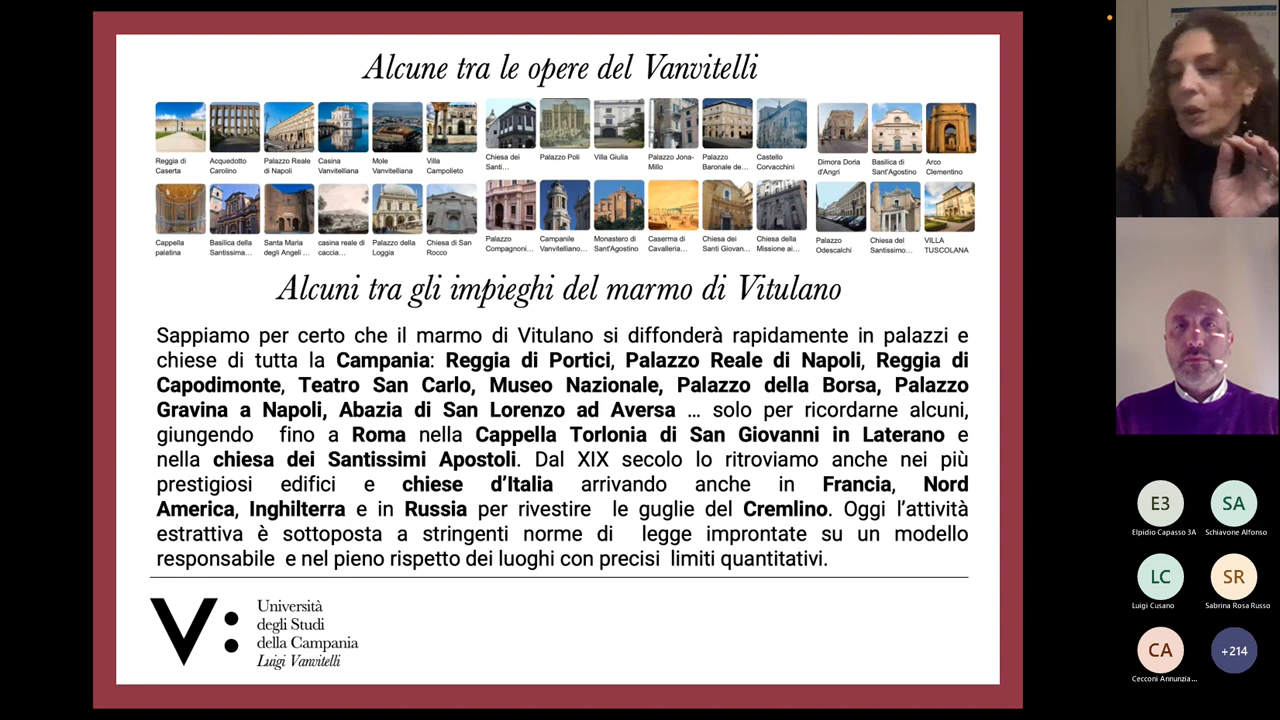 Alcune tra le opere del Vanvitelli
Reggia di Caserta
Acquedotto Carolino
Palazzo Reale di Napoli
Casina Vanvitelliana
Mole Vanvitelliana
Villa Campolieto
Chiesa dei Santi...
Palazzo Poli
Villa Giulia
Palazzo Jona-Millo
Palazzo Baronale de...
Castello Corvacchini
Dimora Doria d'Angri
Basilica di Sant'Agostino
Arco Clementino
Cappella palatina
Basilica della Santissima...
Santa Maria degli Angeli ...
casina reale di caccia...
Palazzo della Loggia
Chiesa di San Rocco
Palazzo Compagnoni...
Campanile Vanvitelliano...
Monastero di Sant'Agostino
Caserma di Cavalleria...
Chiesa dei Santi Giovan...
Chiesa della Missione ai...
Palazzo Odescalchi
Chiesa del Santissimo...
VILLA TUSCOLANA
Alcuni tra gli impieghi del marmo di Vitulano
Sappiamo per certo che il marmo di Vitulano si diffonderà rapidamente in palazzi e
chiese di tutta la Campania: Reggia di Portici, Palazzo Reale di Napoli, Reggia di
Capodimonte, Teatro San Carlo, Museo Nazionale, Palazzo della Borsa, Palazzo
Gravina a Napoli, Abazia di San Lorenzo ad Aversa … solo per ricordarne alcuni,
giungendo fino a Roma nella Cappella Torlonia di San Giovanni in Laterano e
nella chiesa dei Santissimi Apostoli. Dal XIX secolo lo ritroviamo anche nei più
prestigiosi edifici e chiese d’Italia arrivando anche in Francia, Nord
America, Inghilterra e in Russia per rivestire le guglie del Cremlino. Oggi l’attività
estrattiva è sottoposta a stringenti norme di legge improntate su un modello
responsabile e nel pieno rispetto dei luoghi con precisi limiti quantitativi.
V:
Università
degli Studi
della Campania
Luigi Vanvitelli
E3
Elpidio Capasso 3A
SA
Schiavone Alfonso
LC
Luigi Cusano
SR
Sabrina Rosa Russo
CA
Cecconi Annunzia...
+214